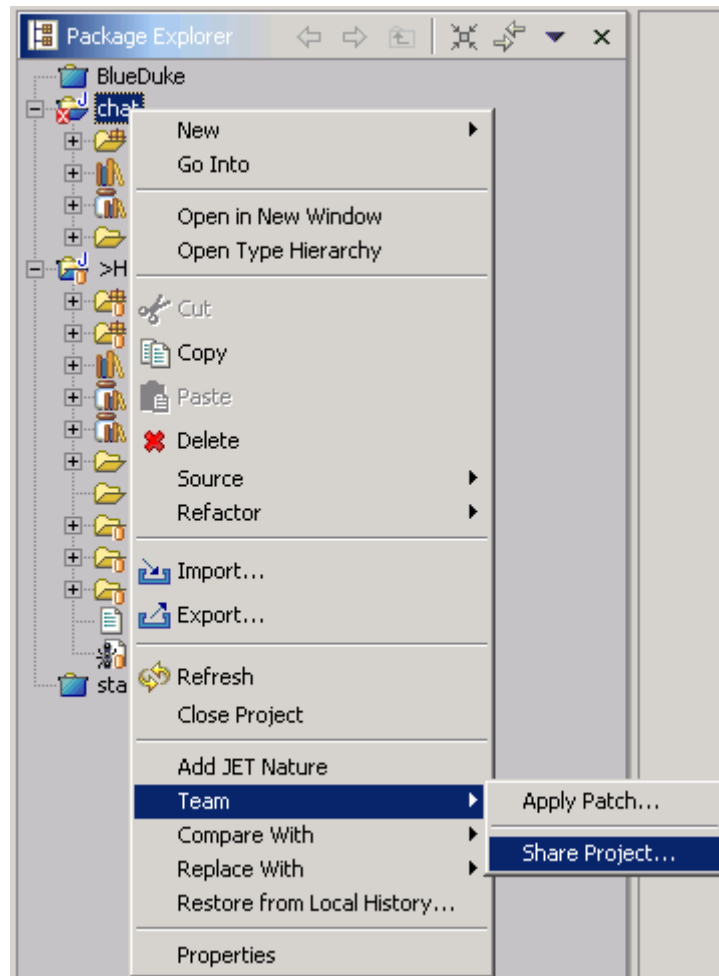 Package Explorer
BlueDuke
chat
New
Go Into
Open in New Window
Open Type Hierarchy
>H
Cut
Copy
Paste
Delete
Source
Refactor
Import...
Export...
Refresh
sta
Close Project
Add JET Nature
Team
Apply Patch...
Compare With
Share Project...
Replace With
Restore from Local History...
Properties